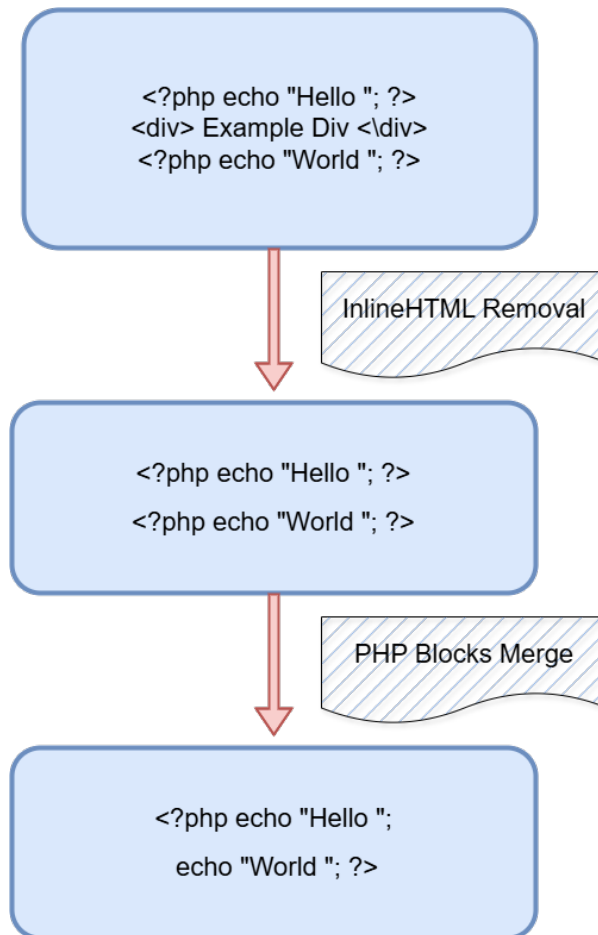 <?php echo "Hello "; ?>
<div> Example Div <\div>
<?php echo "World "; ?>
InlineHTML Removal
<?php echo "Hello "; ?>
<?php echo "World "; ?>
PHP Blocks Merge
<?php echo "Hello ";
echo "World "; ?>